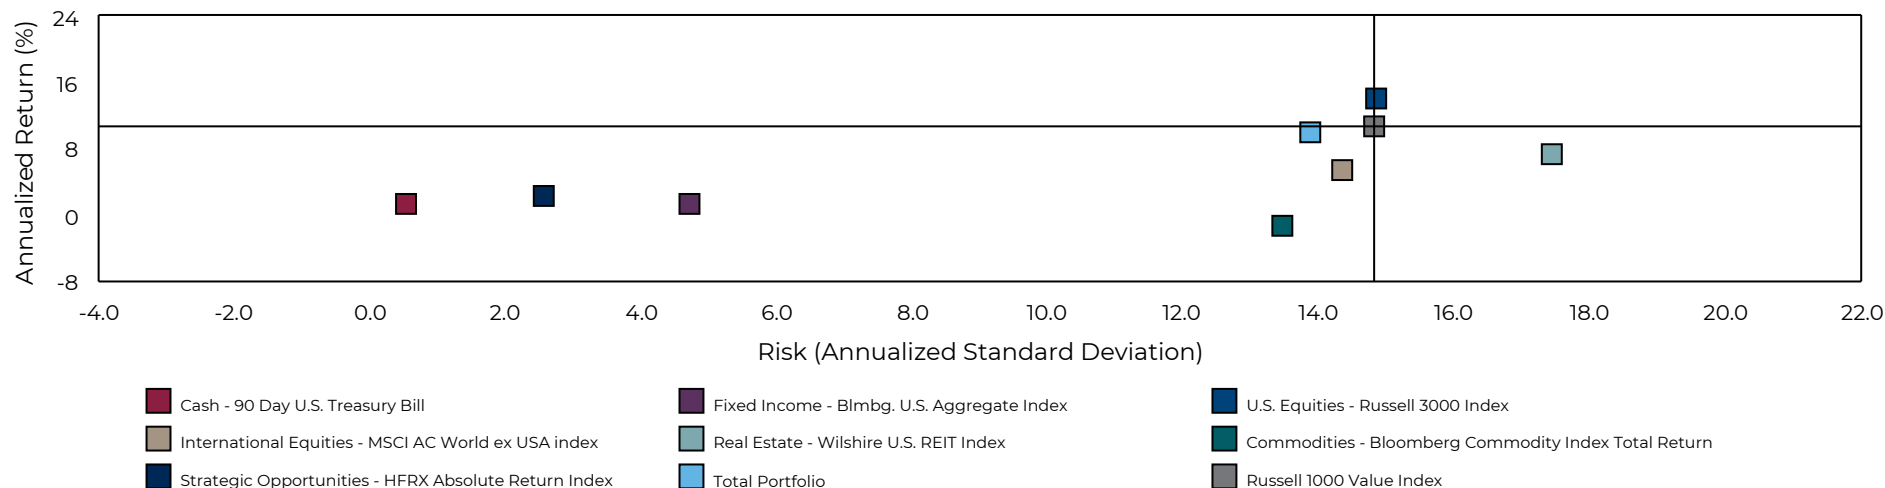 24
Annualized Return (%)
16
8
0
-8
-4.0 -2.0 0.0 2.0 4.0 6.0 8.0 10.0 12.0 14.0 16.0 18.0 20.0 22.0
Risk (Annualized Standard Deviation)
Cash - 90 Day U.S. Treasury Bill Fixed Income - Blmbg. U.S. Aggregate Index U.S. Equities - Russell 3000 Index
International Equities - MSCI AC World ex USA index Real Estate - Wilshire U.S. REIT Index Commodities - Bloomberg Commodity Index Total Return
Strategic Opportunities - HFRX Absolute Return Index Total Portfolio Russell 1000 Value Index